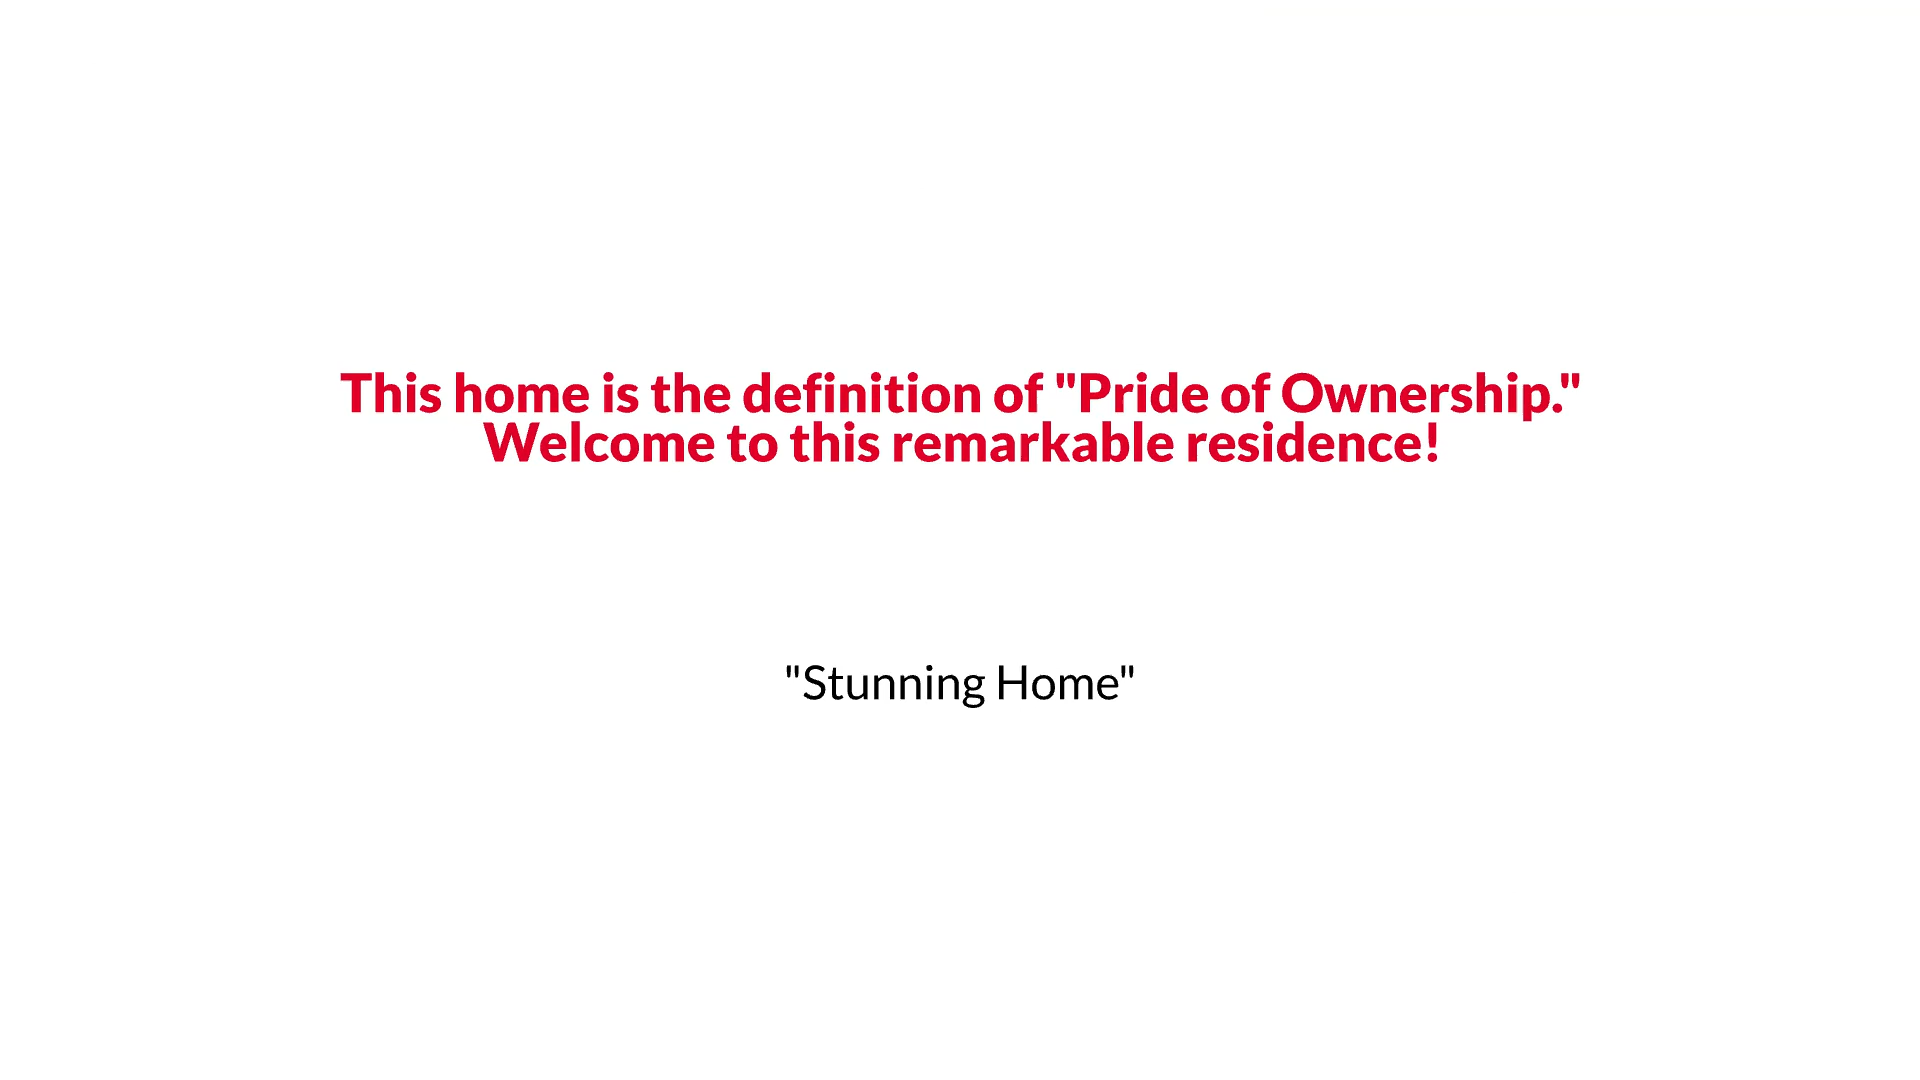 This home is the definition of "Pride of Ownership."
Welcome to this remarkable residence!
"Stunning Home"